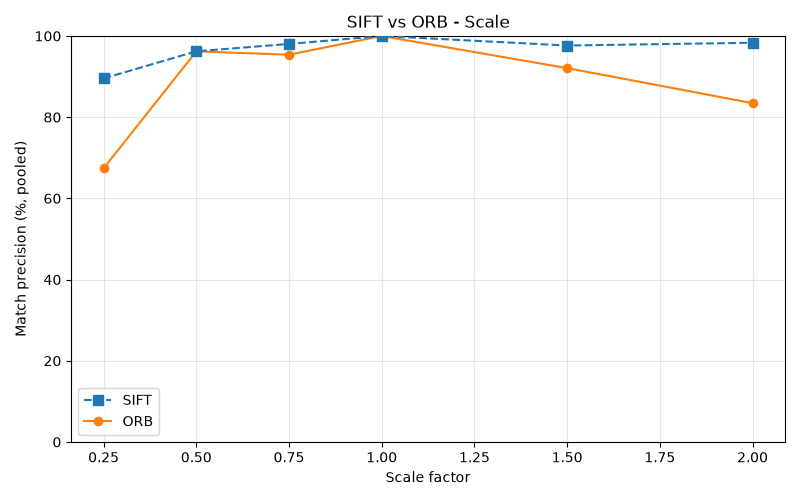 SIFT vs ORB - Scale
Match precision (%, pooled)
100
80
60
40
20
0
SIFT
ORB
0.25 0.50 0.75 1.00 1.25 1.50 1.75 2.00
Scale factor